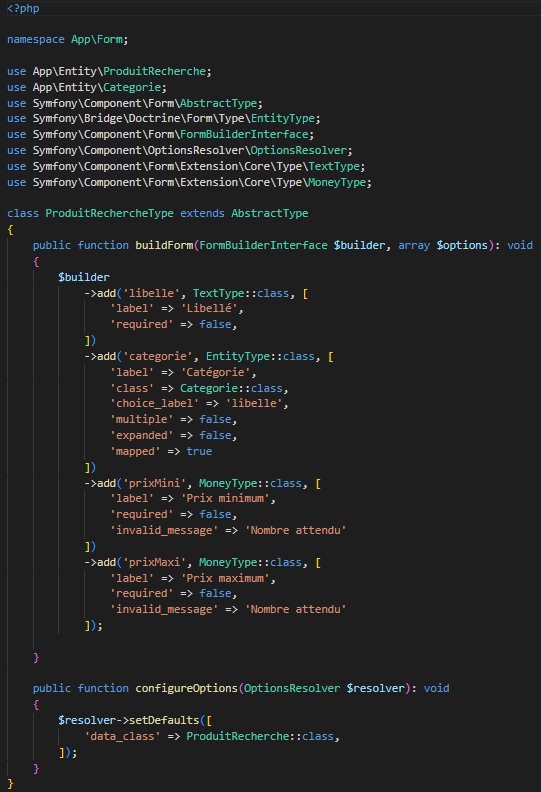 <?php
namespace App\Form;
use App\Entity\ProduitRecherche;
use App\Entity\Categorie;
use Symfony\Component\Form\AbstractType;
use Symfony\Bridge\Doctrine\Form\Type\EntityType;
use Symfony\Component\Form\FormBuilderInterface;
use Symfony\Component\OptionsResolver\OptionsResolver;
use Symfony\Component\Form\Extension\Core\Type\TextType;
use Symfony\Component\Form\Extension\Core\Type\MoneyType;
class ProduitRechercheType extends AbstractType
{
    public function buildForm(FormBuilderInterface $builder, array $options): void
    {
        $builder
            ->add('libelle', TextType::class, [
                'label' => 'Libellé',
                'required' => false,
            ])
            ->add('categorie', EntityType::class, [
                'label' => 'Catégorie',
                'class' => Categorie::class,
                'choice_label' => 'libelle',
                'multiple' => false,
                'expanded' => false,
                'mapped' => true
            ])
            ->add('prixMini', MoneyType::class, [
                'label' => 'Prix minimum',
                'required' => false,
                'invalid_message' => 'Nombre attendu'
            ])
            ->add('prixMaxi', MoneyType::class, [
                'label' => 'Prix maximum',
                'required' => false,
                'invalid_message' => 'Nombre attendu'
            ]);
    }
    public function configureOptions(OptionsResolver $resolver): void
    {
        $resolver->setDefaults([
            'data_class' => ProduitRecherche::class,
        ]);
    }
}